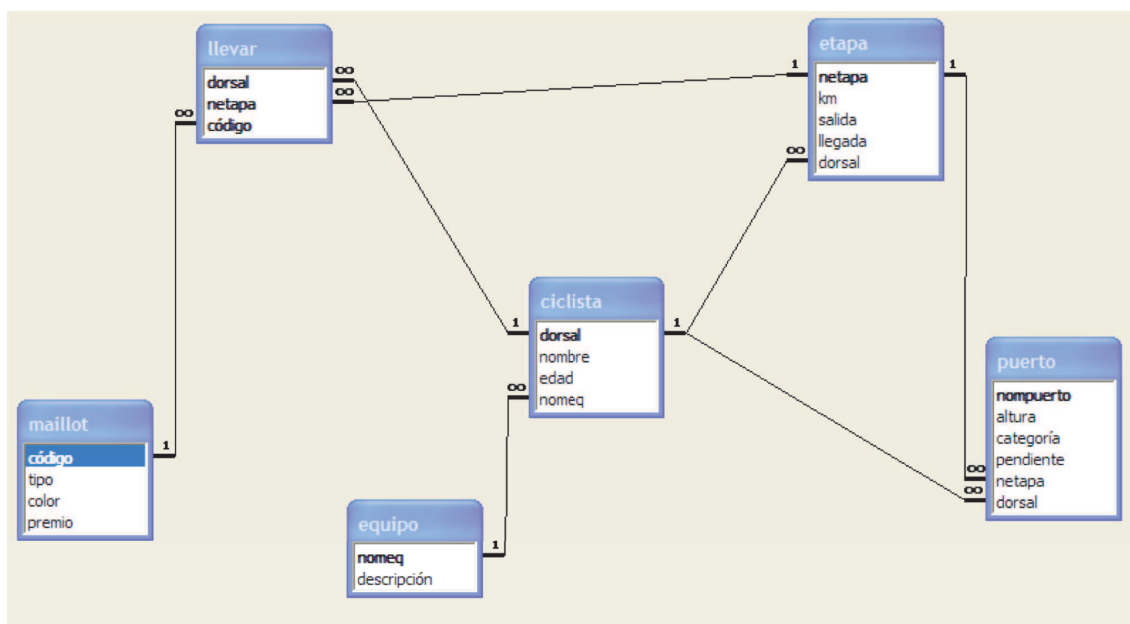 llevar
dorsal
netapa
código
∞
∞
∞
etapa
netapa
km
salida
llegada
dorsal
1
1
∞
ciclista
dorsal
nombre
edad
nomeq
1
1
∞
puerto
nompuerto
altura
categoría
pendiente
netapa
dorsal
∞
∞
maillot
código
tipo
color
premio
1
equipo
nomeq
descripción
1